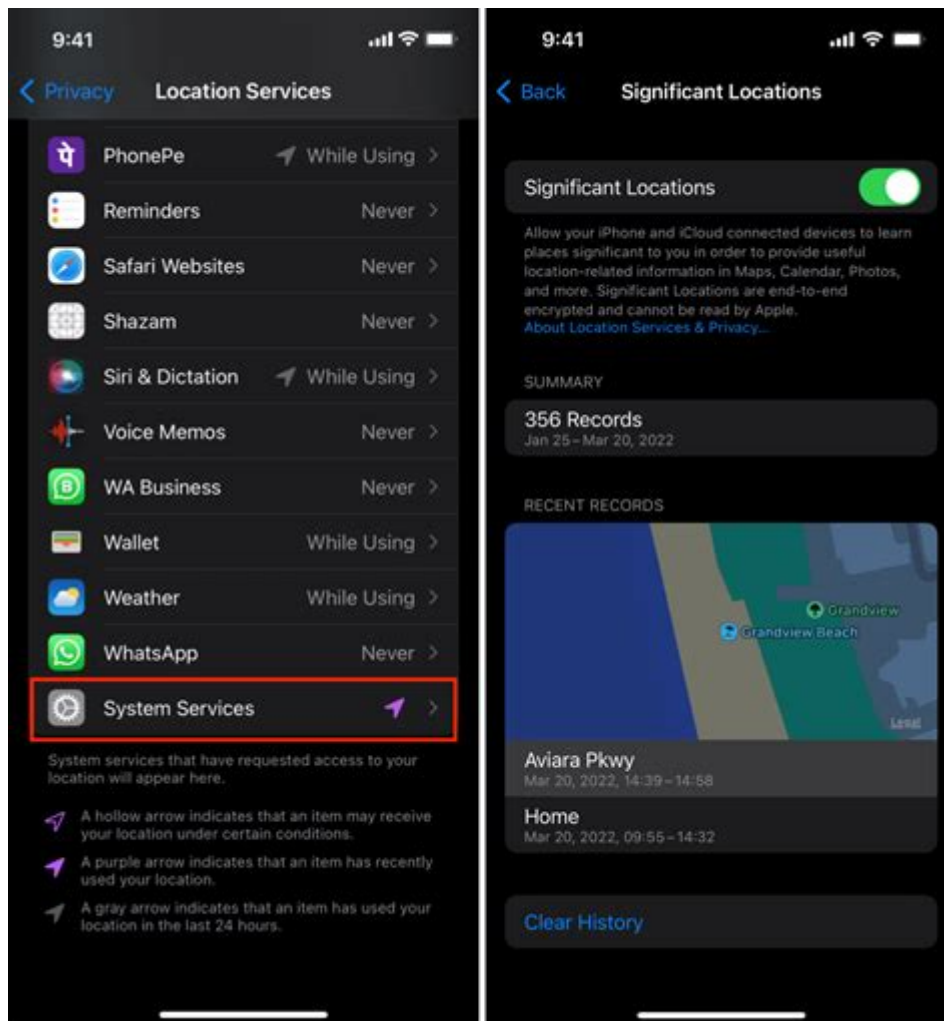 9:41
Privacy
Location Services
PhonePe
While Using
Reminders
Never
Safari Websites
Never
Shazam
Never
Siri & Dictation
While Using
Voice Memos
Never
WA Business
Never
Wallet
While Using
Weather
While Using
WhatsApp
Never
System Services
System services that have requested access to your
location will appear here.
A hollow arrow indicates that an item may receive
your location under certain conditions.
A purple arrow indicates that an item has recently
used your location.
A gray arrow indicates that an item has used your
location in the last 24 hours.
9:41
Back
Significant Locations
Significant Locations
Allow your iPhone and iCloud connected devices to learn
places significant to you in order to provide useful
location-related information in Maps, Calendar, Photos,
and more. Significant Locations are end-to-end
encrypted and cannot be read by Apple.
About Location Services & Privacy...
SUMMARY
356 Records
Jan 25–Mar 20, 2022
RECENT RECORDS
Grandview
Grandview Beach
Legal
Aviara Pkwy
Mar 20, 2022, 14:39–14:58
Home
Mar 20, 2022, 09:55–14:32
Clear History